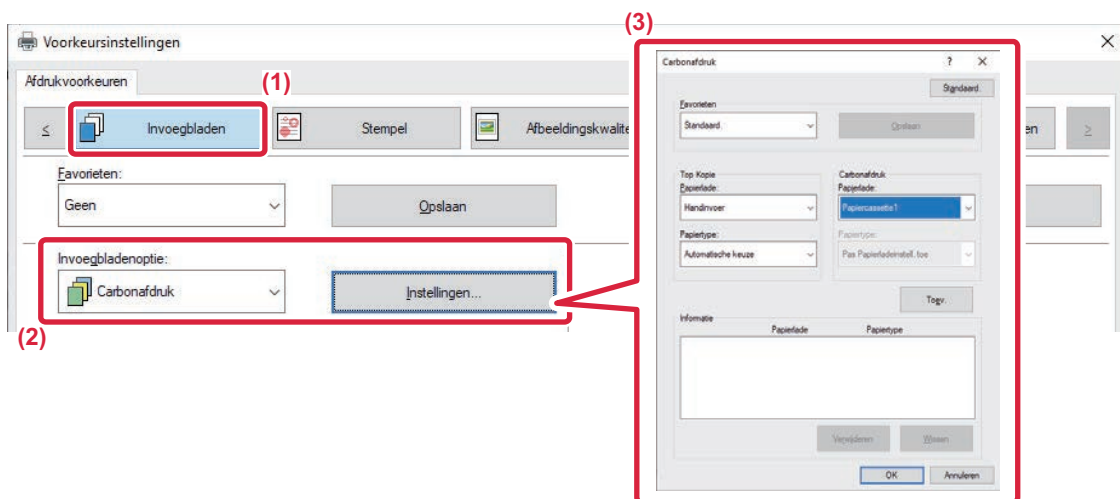 (3)
Voorkeursinstellingen
Afdrukvoorkeuren
(1)
< Invoegbladen Stempel Afbeeldingskwalite en >
Favorieten:
Geen Opslaan
Invoegbladenoptie:
Carbonafdruk Instellingen...
(2)
Carbonafdruk ? X
Standaard.
Favorieten
Standaard. Opslaan
Top Kopie Carbonafdruk
Papierlade: Papierlade:
Handinvoer Papiercassette1
Papiertype: Papiertype:
Automatische keuze Pas Papierladeinstell. toe
Toev.
Informatie
Papierlade Papiertype
Verwijderen Wissen
OK Annuleren